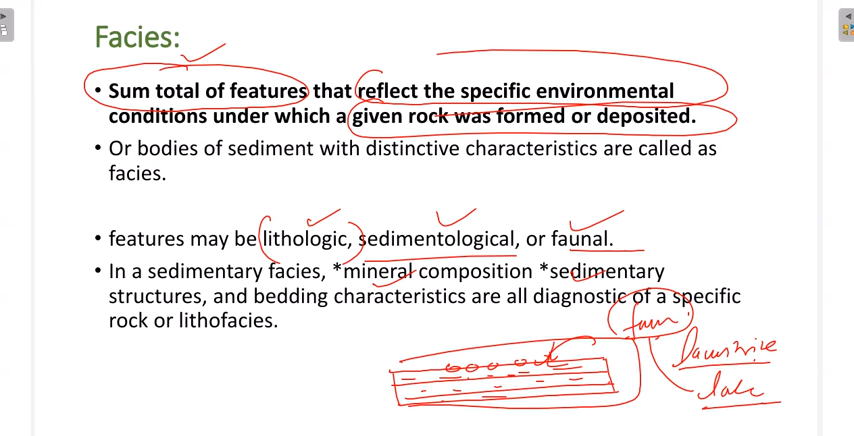 Facies:
• Sum total of features that reflect the specific environmental
conditions under which a given rock was formed or deposited.
• Or bodies of sediment with distinctive characteristics are called as
facies.
• features may be lithologic, sedimentological, or faunal.
• In a sedimentary facies, *mineral composition *sedimentary
structures, and bedding characteristics are all diagnostic of a specific
rock or lithofacies.
lake